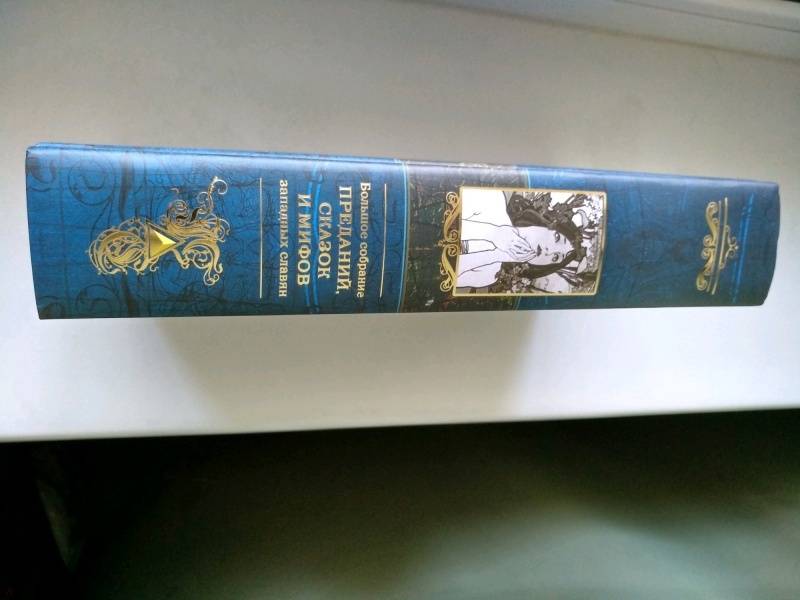 Большое собрание
ПРЕДАНИЙ,
СКАЗОК
И МИФОВ
западных славян